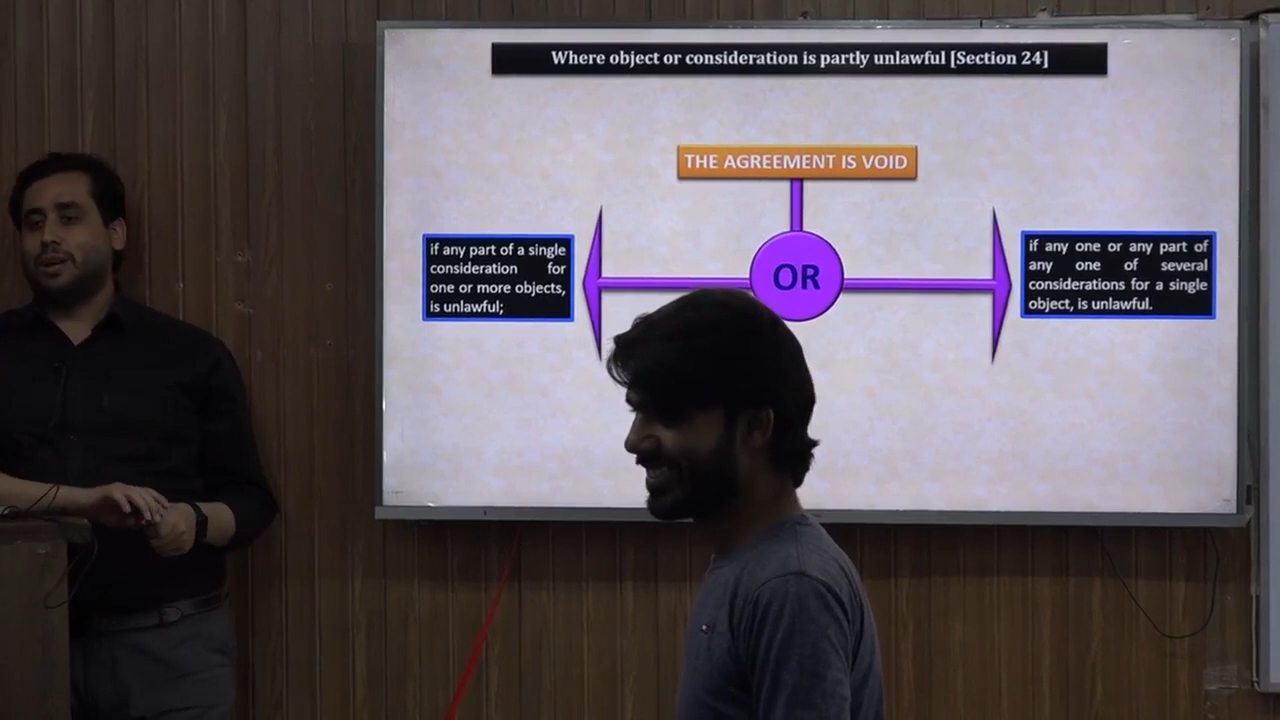 Where object or consideration is partly unlawful [Section 24]
THE AGREEMENT IS VOID
if any part of a single
consideration for
one or more objects,
is unlawful;
OR
if any one or any part of
any one of several
considerations for a single
object, is unlawful.